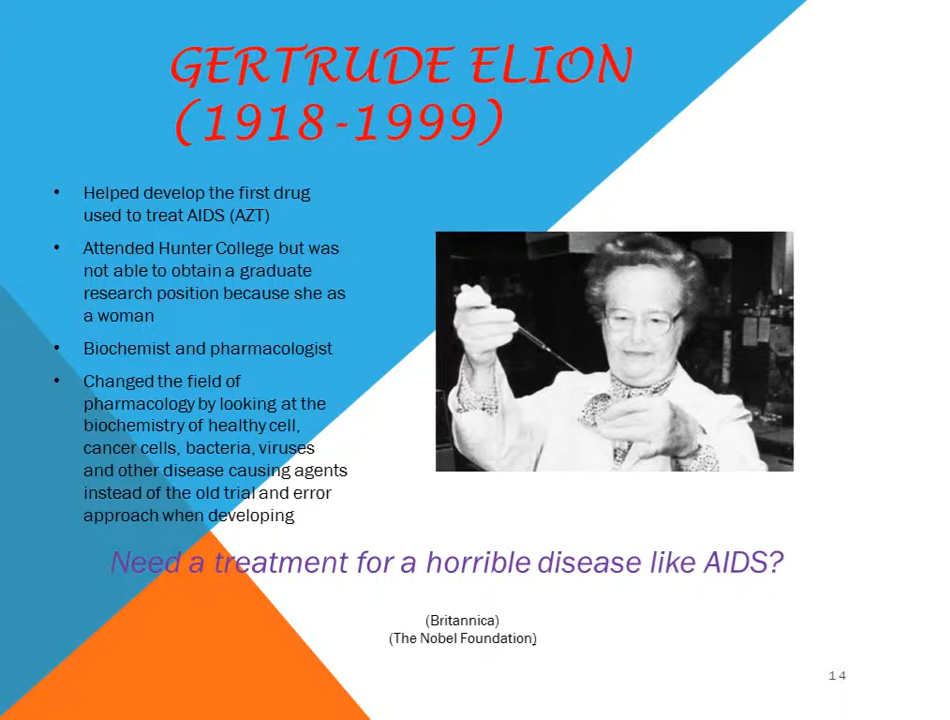 GERTRUDE ELION
(1918-1999)
• Helped develop the first drug
used to treat AIDS (AZT)
• Attended Hunter College but was
not able to obtain a graduate
research position because she as
a woman
• Biochemist and pharmacologist
• Changed the field of
pharmacology by looking at the
biochemistry of healthy cell,
cancer cells, bacteria, viruses
and other disease causing agents
instead of the old trial and error
approach when developing
Need a treatment for a horrible disease like AIDS?
(Britannica)
(The Nobel Foundation)
14